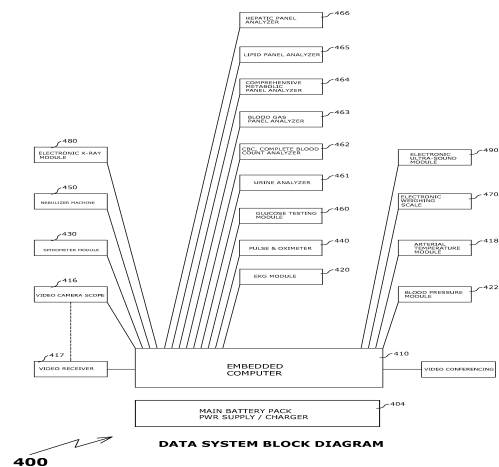 HEPATIC PANEL
ANALYZER
466
LIPID PANEL ANALYZER
465
COMPREHENSIVE
METABOLIC
PANEL ANALYZER
464
BLOOD GAS
PANEL ANALYZER
463
CBC, COMPLETE BLOOD
COUNT ANALYZER
462
URINE ANALYZER
461
GLUCOSE TESTING
MODULE
460
PULSE & OXIMETER
440
EKG MODULE
420
480
ELECTRONIC X-RAY
MODULE
450
NEBULIZER MACHINE
430
SPIROMETER MODULE
416
VIDEO CAMERA SCOPE
417
VIDEO RECEIVER
ELECTRONIC
ULTRA-SOUND
MODULE
490
ELECTRONIC
WEIGHING
SCALE
470
ARTERIAL
TEMPERATURE
MODULE
418
BLOOD PRESSURE
MODULE
422
EMBEDDED
COMPUTER
410
VIDEO CONFERENCING
MAIN BATTERY PACK
PWR SUPPLY / CHARGER
404
DATA SYSTEM BLOCK DIAGRAM
400